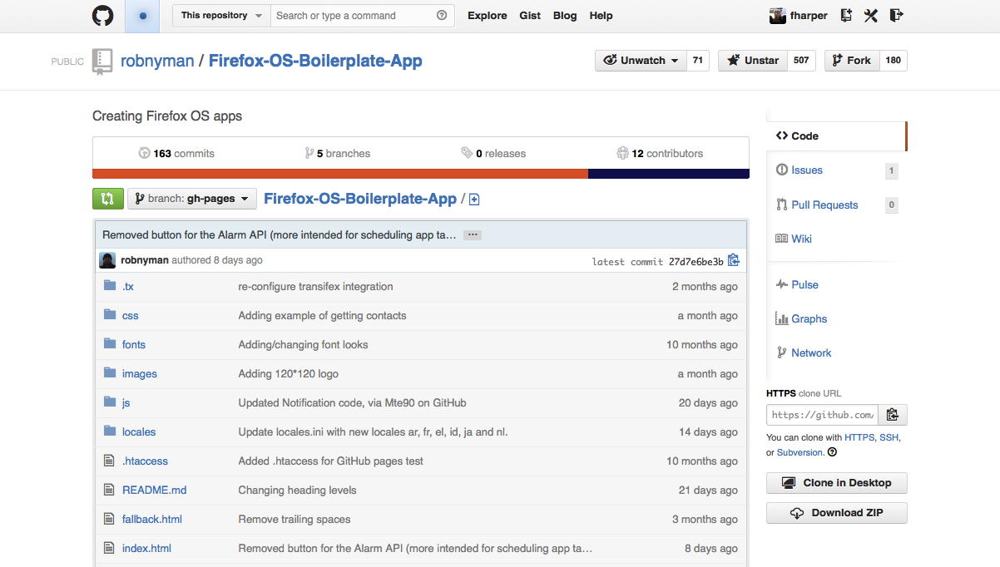 This repository Search or type a command Explore Gist Blog Help fharper
PUBLIC robnyman / Firefox-OS-Boilerplate-App Unwatch 71 Unstar 507 Fork 180
Creating Firefox OS apps
163 commits 5 branches 0 releases 12 contributors
branch: gh-pages Firefox-OS-Boilerplate-App /
Removed button for the Alarm API (more intended for scheduling app ta… ...
robnyman authored 8 days ago latest commit 27d7e6be3b
.tx re-configure transifex integration 2 months ago
css Adding example of getting contacts a month ago
fonts Adding/changing font looks 10 months ago
images Adding 120*120 logo a month ago
js Updated Notification code, via Mte90 on GitHub 20 days ago
locales Update locales.ini with new locales ar, fr, el, id, ja and nl. 14 days ago
.htaccess Added .htaccess for GitHub pages test 10 months ago
README.md Changing heading levels 21 days ago
fallback.html Remove trailing spaces 3 months ago
index.html Removed button for the Alarm API (more intended for scheduling app ta… 8 days ago
Code
Issues 1
Pull Requests 0
Wiki
Pulse
Graphs
Network
HTTPS clone URL
https://github.com/
You can clone with HTTPS, SSH,
or Subversion.
Clone in Desktop
Download ZIP